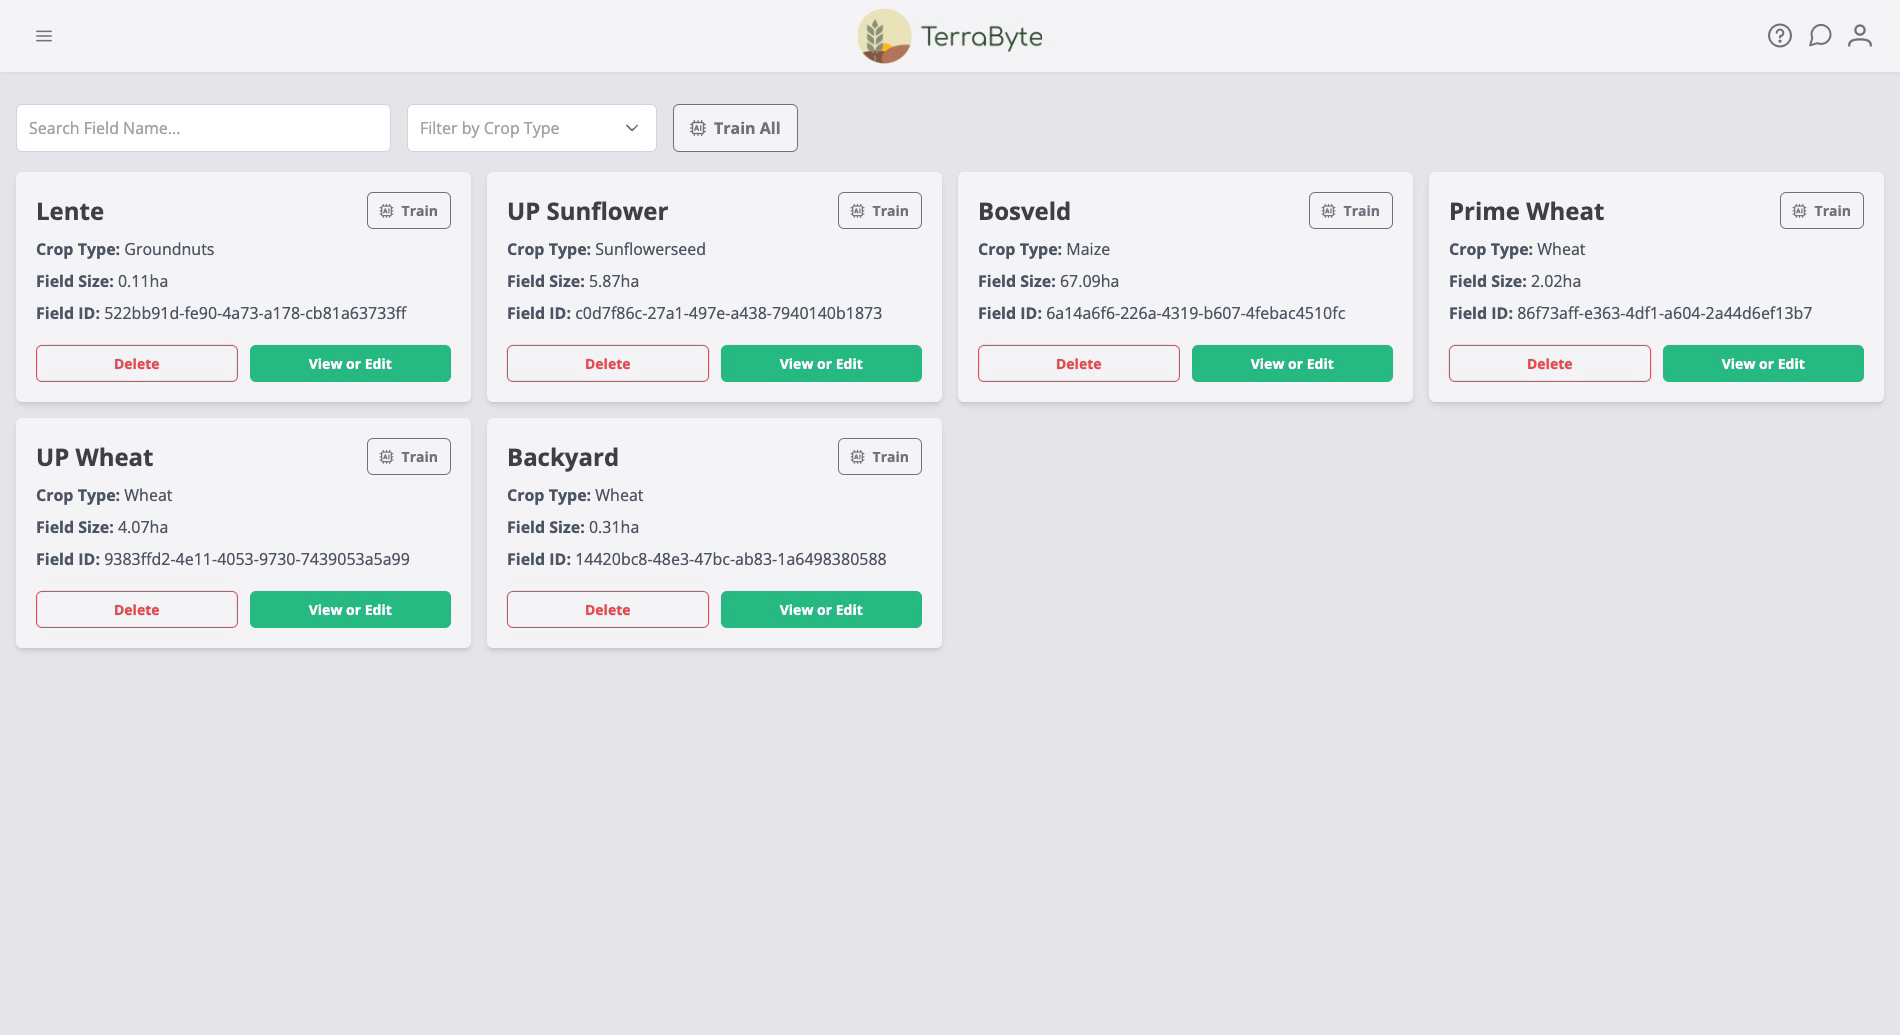 TerraByte
Search Field Name...
Filter by Crop Type
Train All
Lente
Train
Crop Type: Groundnuts
Field Size: 0.11ha
Field ID: 522bb91d-fe90-4a73-a178-cb81a63733ff
Delete
View or Edit
UP Sunflower
Train
Crop Type: Sunflowerseed
Field Size: 5.87ha
Field ID: c0d7f86c-27a1-497e-a438-7940140b1873
Delete
View or Edit
Bosveld
Train
Crop Type: Maize
Field Size: 67.09ha
Field ID: 6a14a6f6-226a-4319-b607-4febac4510fc
Delete
View or Edit
Prime Wheat
Train
Crop Type: Wheat
Field Size: 2.02ha
Field ID: 86f73aff-e363-4df1-a604-2a44d6ef13b7
Delete
View or Edit
UP Wheat
Train
Crop Type: Wheat
Field Size: 4.07ha
Field ID: 9383ffd2-4e11-4053-9730-7439053a5a99
Delete
View or Edit
Backyard
Train
Crop Type: Wheat
Field Size: 0.31ha
Field ID: 14420bc8-48e3-47bc-ab83-1a6498380588
Delete
View or Edit